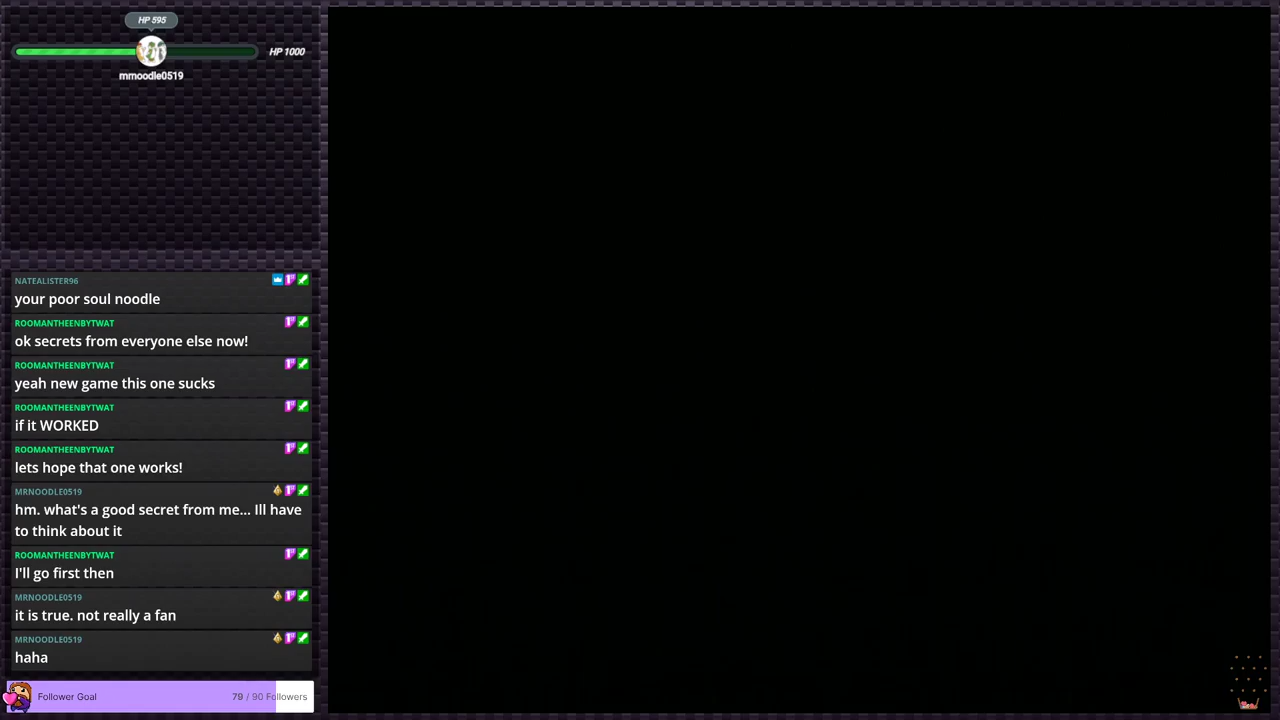 HP 595
HP 1000
mmoodle0519
NATEALISTER96
your poor soul noodle
ROOMANTHEENBYTWAT
ok secrets from everyone else now!
ROOMANTHEENBYTWAT
yeah new game this one sucks
ROOMANTHEENBYTWAT
if it WORKED
ROOMANTHEENBYTWAT
lets hope that one works!
MRNOODLE0519
hm. what's a good secret from me... Ill have
to think about it
ROOMANTHEENBYTWAT
I'll go first then
MRNOODLE0519
it is true. not really a fan
MRNOODLE0519
haha
Follower Goal 79 / 90 Followers